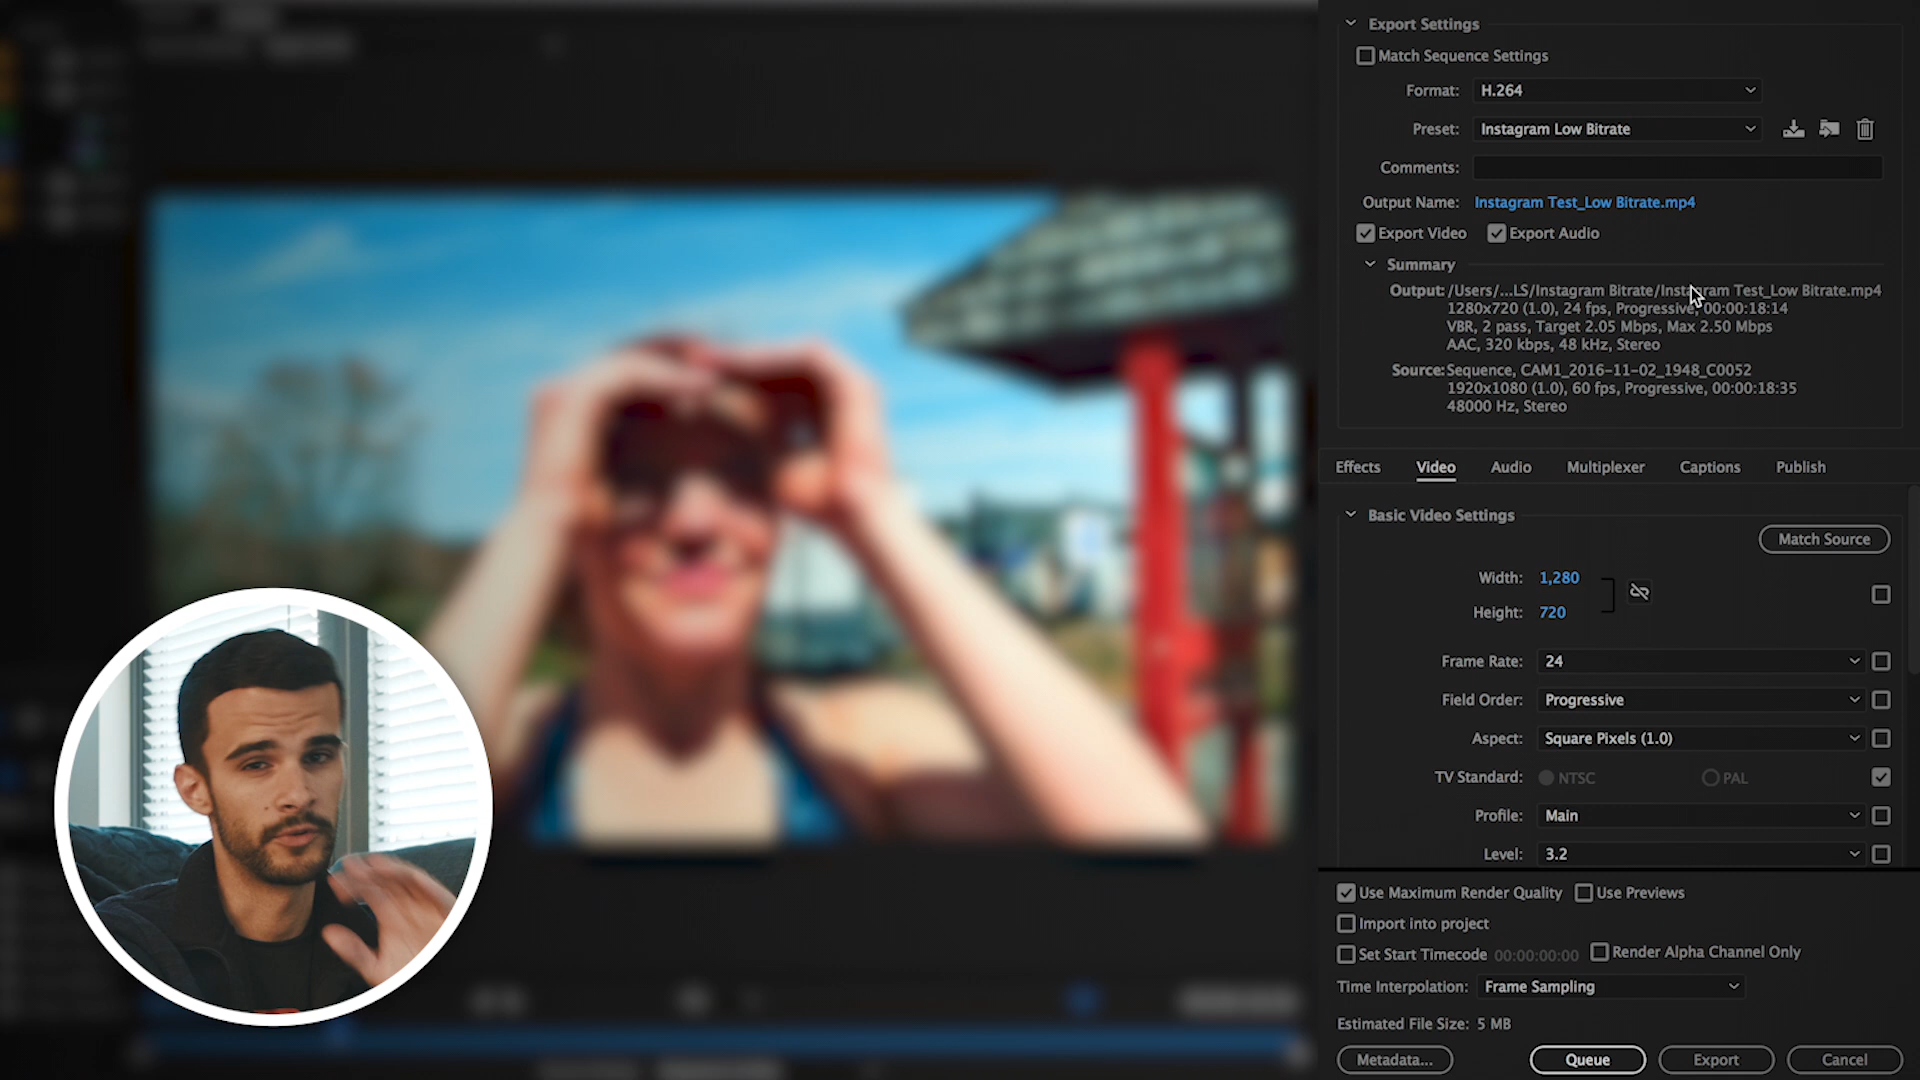 Export Settings
Match Sequence Settings
Format: H.264
Preset: Instagram Low Bitrate
Comments:
Output Name: Instagram Test_Low Bitrate.mp4
Export Video Export Audio
Summary
Output: /Users/...LS/Instagram Bitrate/Instagram Test_Low Bitrate.mp4
1280x720 (1.0), 24 fps, Progressive, 00:00:18:14
VBR, 2 pass, Target 2.05 Mbps, Max 2.50 Mbps
AAC, 320 kbps, 48 kHz, Stereo
Source: Sequence, CAM1_2016-11-02_1948_C0052
1920x1080 (1.0), 60 fps, Progressive, 00:00:18:35
48000 Hz, Stereo
Effects Video Audio Multiplexer Captions Publish
Basic Video Settings
Match Source
Width: 1,280
Height: 720
Frame Rate: 24
Field Order: Progressive
Aspect: Square Pixels (1.0)
TV Standard: NTSC PAL
Profile: Main
Level: 3.2
Use Maximum Render Quality Use Previews
Import into project
Set Start Timecode 00:00:00:00 Render Alpha Channel Only
Time Interpolation: Frame Sampling
Estimated File Size: 5 MB
Metadata... Queue Export Cancel